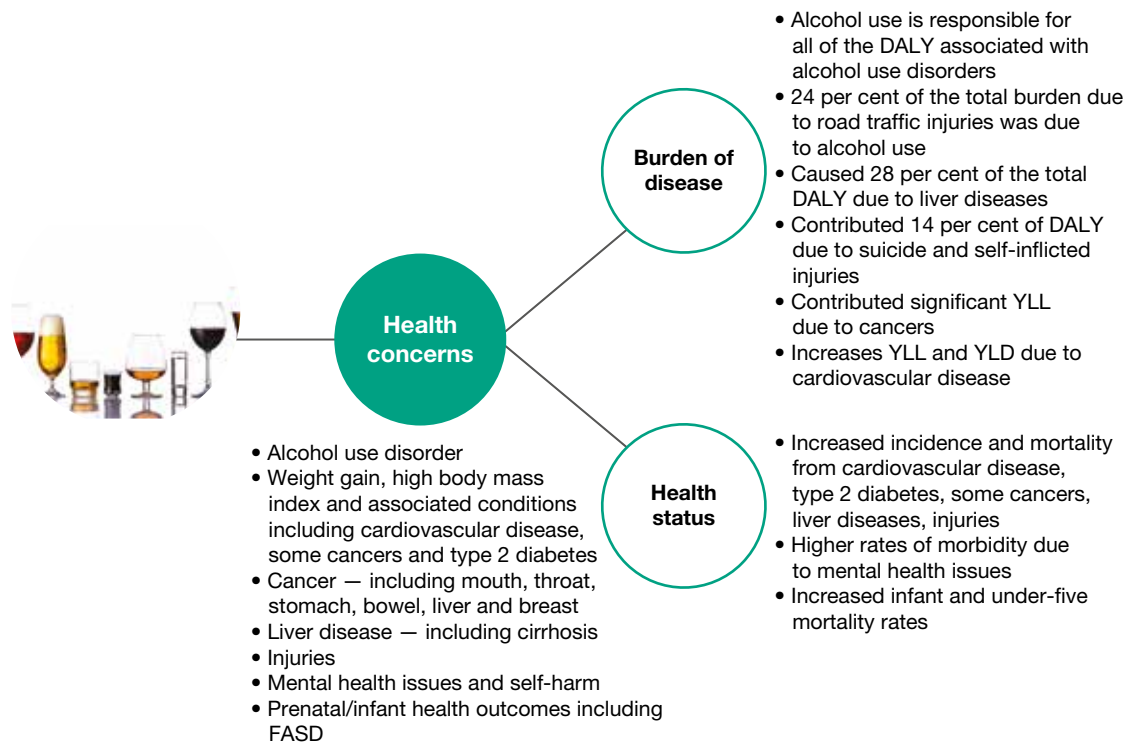 Health
concerns
• Alcohol use disorder
• Weight gain, high body mass
index and associated conditions
including cardiovascular disease,
some cancers and type 2 diabetes
• Cancer — including mouth, throat,
stomach, bowel, liver and breast
• Liver disease — including cirrhosis
• Injuries
• Mental health issues and self-harm
• Prenatal/infant health outcomes including
FASD
Burden of
disease
• Alcohol use is responsible for
all of the DALY associated with
alcohol use disorders
• 24 per cent of the total burden due
to road traffic injuries was due
to alcohol use
• Caused 28 per cent of the total
DALY due to liver diseases
• Contributed 14 per cent of DALY
due to suicide and self-inflicted
injuries
• Contributed significant YLL
due to cancers
• Increases YLL and YLD due to
cardiovascular disease
Health
status
• Increased incidence and mortality
from cardiovascular disease,
type 2 diabetes, some cancers,
liver diseases, injuries
• Higher rates of morbidity due
to mental health issues
• Increased infant and under-five
mortality rates